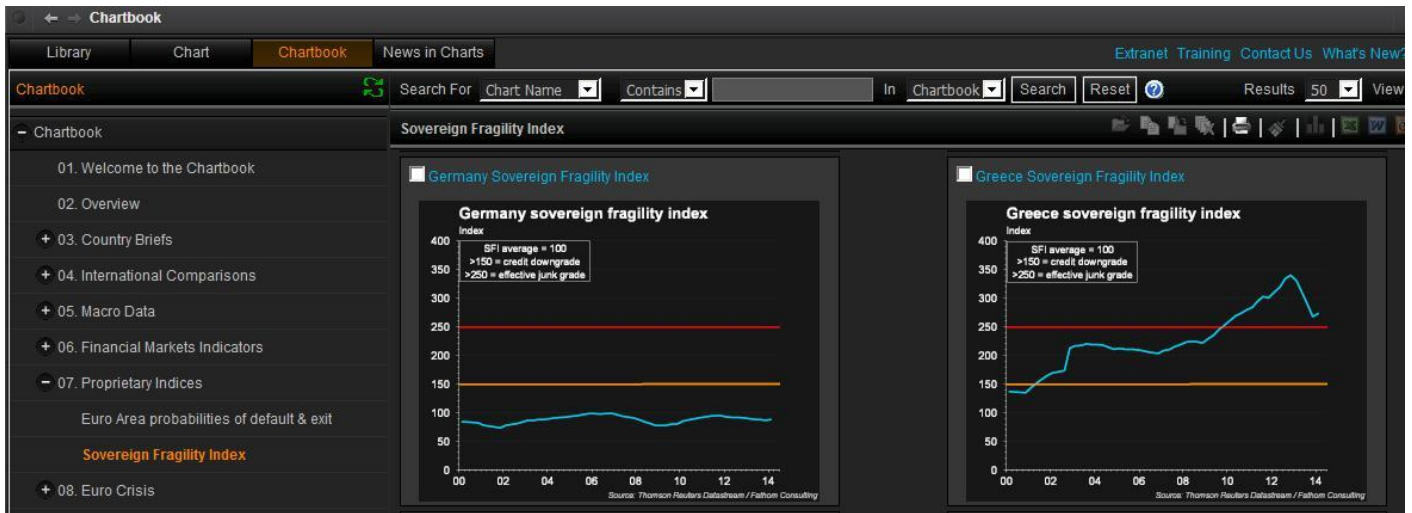 Chartbook
Library Chart Chartbook News in Charts
Extranet Training Contact Us What's New?
Chartbook
Search For Chart Name Contains In Chartbook Search Reset ? Results 50 View
- Chartbook
Sovereign Fragility Index
01. Welcome to the Chartbook
02. Overview
+ 03. Country Briefs
+ 04. International Comparisons
+ 05. Macro Data
+ 06. Financial Markets Indicators
- 07. Proprietary Indices
Euro Area probabilities of default & exit
Sovereign Fragility Index
+ 08. Euro Crisis
Germany Sovereign Fragility Index
Germany sovereign fragility index
Index
SFI average = 100
>150 = credit downgrade
>250 = effective junk grade
400
350
300
250
200
150
100
50
0
00 02 04 06 08 10 12 14
Source: Thomson Reuters Datastream / Fathom Consulting
Greece Sovereign Fragility Index
Greece sovereign fragility index
Index
SFI average = 100
>150 = credit downgrade
>250 = effective junk grade
400
350
300
250
200
150
100
50
0
00 02 04 06 08 10 12 14
Source: Thomson Reuters Datastream / Fathom Consulting